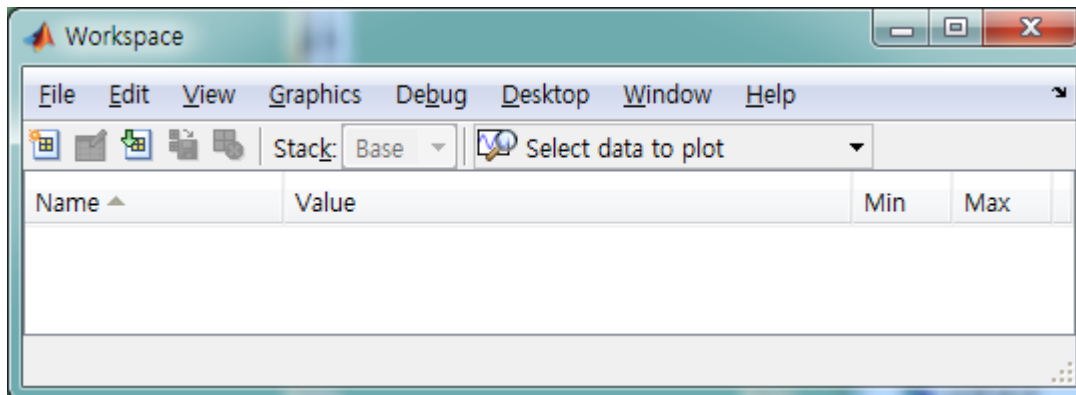 Workspace
File Edit View Graphics Debug Desktop Window Help
Stack: Base Select data to plot
Name Value Min Max